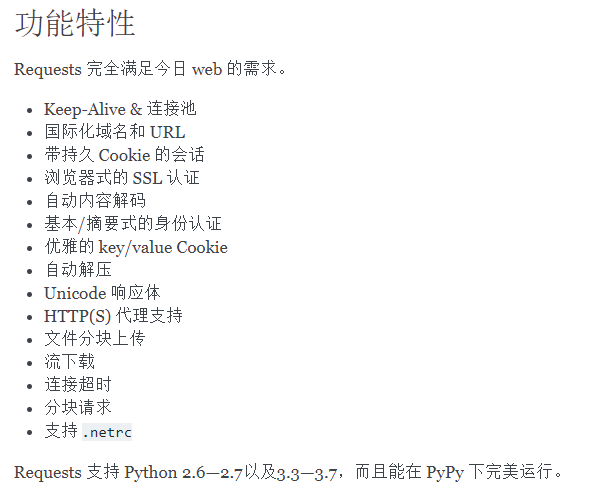 功能特性
Requests 完全满足今日 web 的需求。
Keep-Alive & 连接池
国际化域名和 URL
带持久 Cookie 的会话
浏览器式的 SSL 认证
自动内容解码
基本/摘要式的身份认证
优雅的 key/value Cookie
自动解压
Unicode 响应体
HTTP(S) 代理支持
文件分块上传
流下载
连接超时
分块请求
支持 .netrc
Requests 支持 Python 2.6—2.7以及3.3—3.7，而且能在 PyPy 下完美运行。